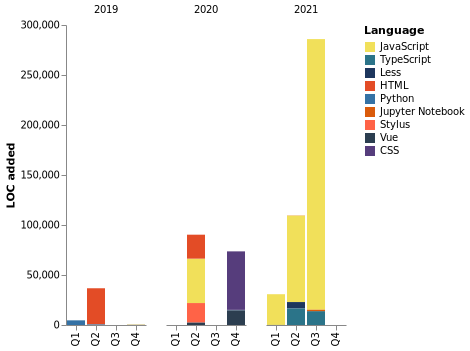 2019 2020 2021
300,000
250,000
200,000
150,000
100,000
50,000
0
LOC added
Q1 Q2 Q3 Q4 Q1 Q2 Q3 Q4 Q1 Q2 Q3 Q4
Language
JavaScript
TypeScript
Less
HTML
Python
Jupyter Notebook
Stylus
Vue
CSS